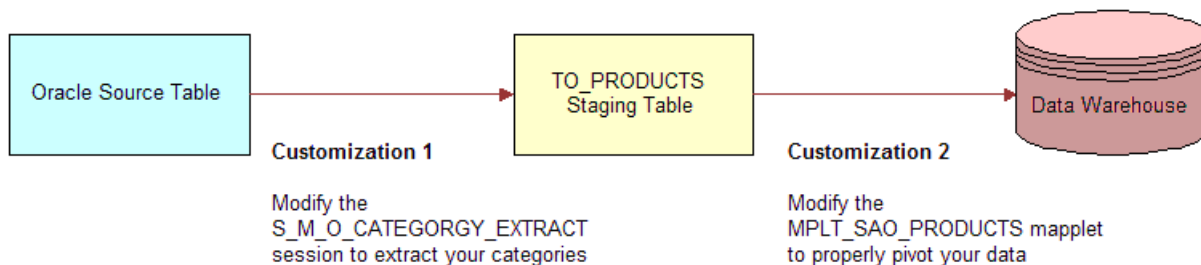 Oracle Source Table
TO_PRODUCTS
Staging Table
Data Warehouse
Customization 1
Modify the
S_M_O_CATEGORGY_EXTRACT
session to extract your categories
Customization 2
Modify the
MPLT_SAO_PRODUCTS mapplet
to properly pivot your data